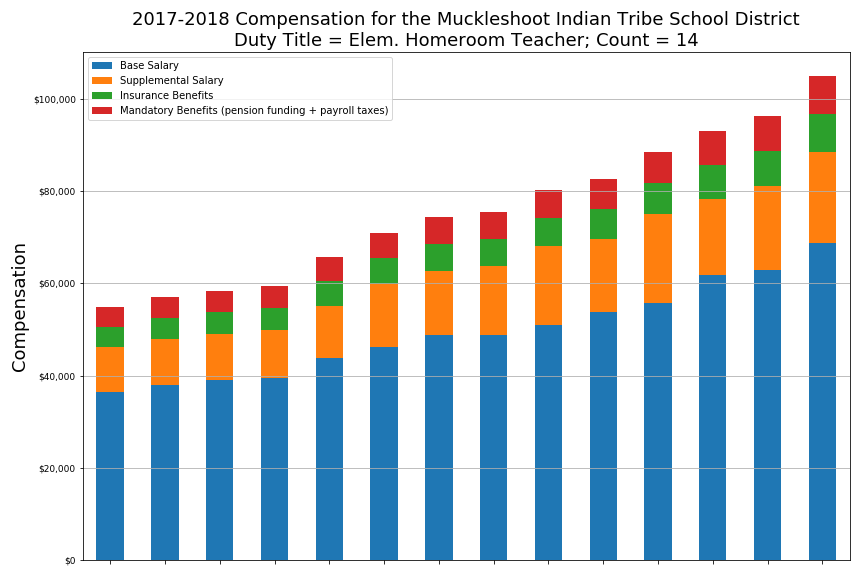 2017-2018 Compensation for the Muckleshoot Indian Tribe School District
Duty Title = Elem. Homeroom Teacher; Count = 14
Base Salary
Supplemental Salary
Insurance Benefits
Mandatory Benefits (pension funding + payroll taxes)
$100,000
$80,000
$60,000
$40,000
$20,000
$0
Compensation